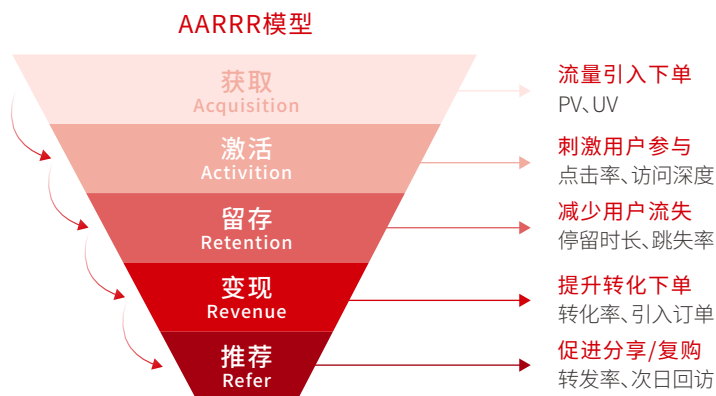 AARRR模型
获取
Acquisition
流量引入下单
PV、UV
激活
Activition
刺激用户参与
点击率、访问深度
留存
Retention
减少用户流失
停留时长、跳失率
变现
Revenue
提升转化下单
转化率、引入订单
推荐
Refer
促进分享/复购
转发率、次日回访